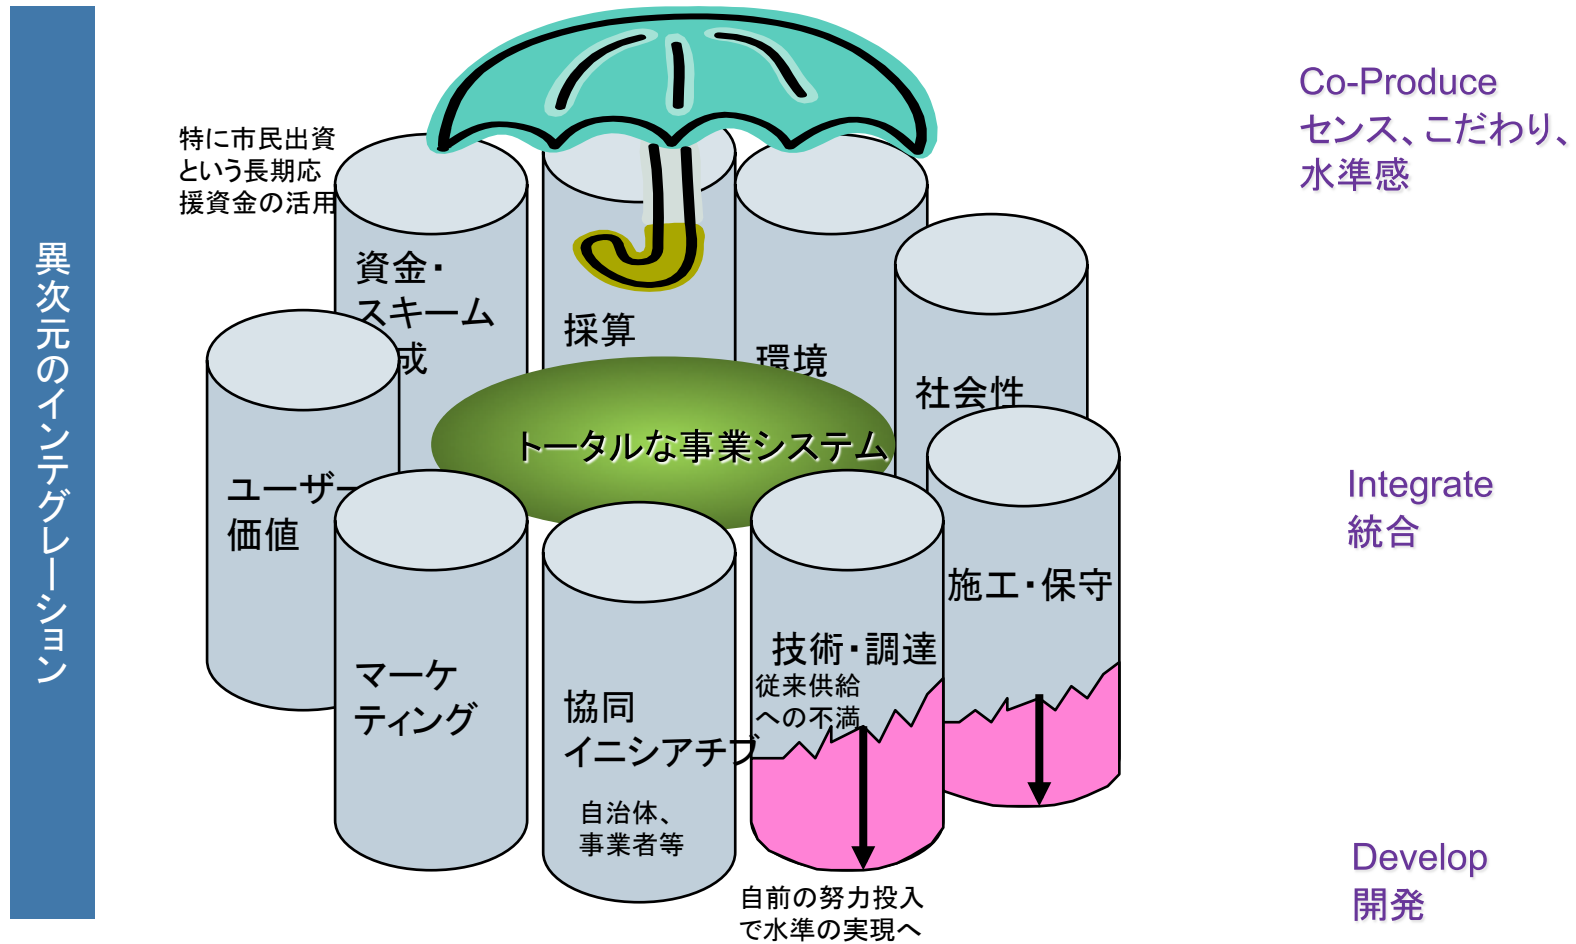 異次元のインテグレーション
特に市民出資
という長期応
援資金の活用
資金・
スキーム
成
採算
環境
社会性
トータルな事業システム
ユーザー
価値
マーケ
ティング
協同
イニシアチブ
自治体、
事業者等
技術・調達
従来供給
への不満
施工・保守
自前の努力投入
で水準の実現へ
Co-Produce
センス、こだわり、
水準感
Integrate
統合
Develop
開発